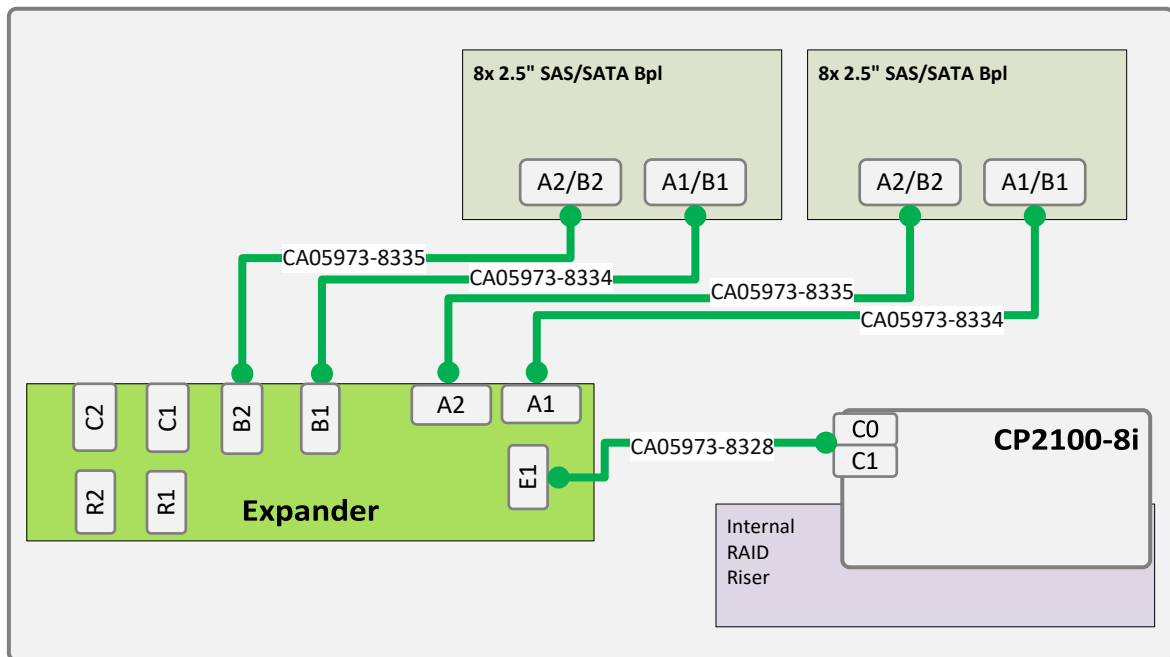 8x 2.5" SAS/SATA Bpl
8x 2.5" SAS/SATA Bpl
A2/B2
A1/B1
A2/B2
A1/B1
CA05973-8335
CA05973-8334
CA05973-8335
CA05973-8334
C2
C1
B2
B1
A2
A1
R2
R1
Expander
E1
CA05973-8328
C0
C1
CP2100-8i
Internal
RAID
Riser